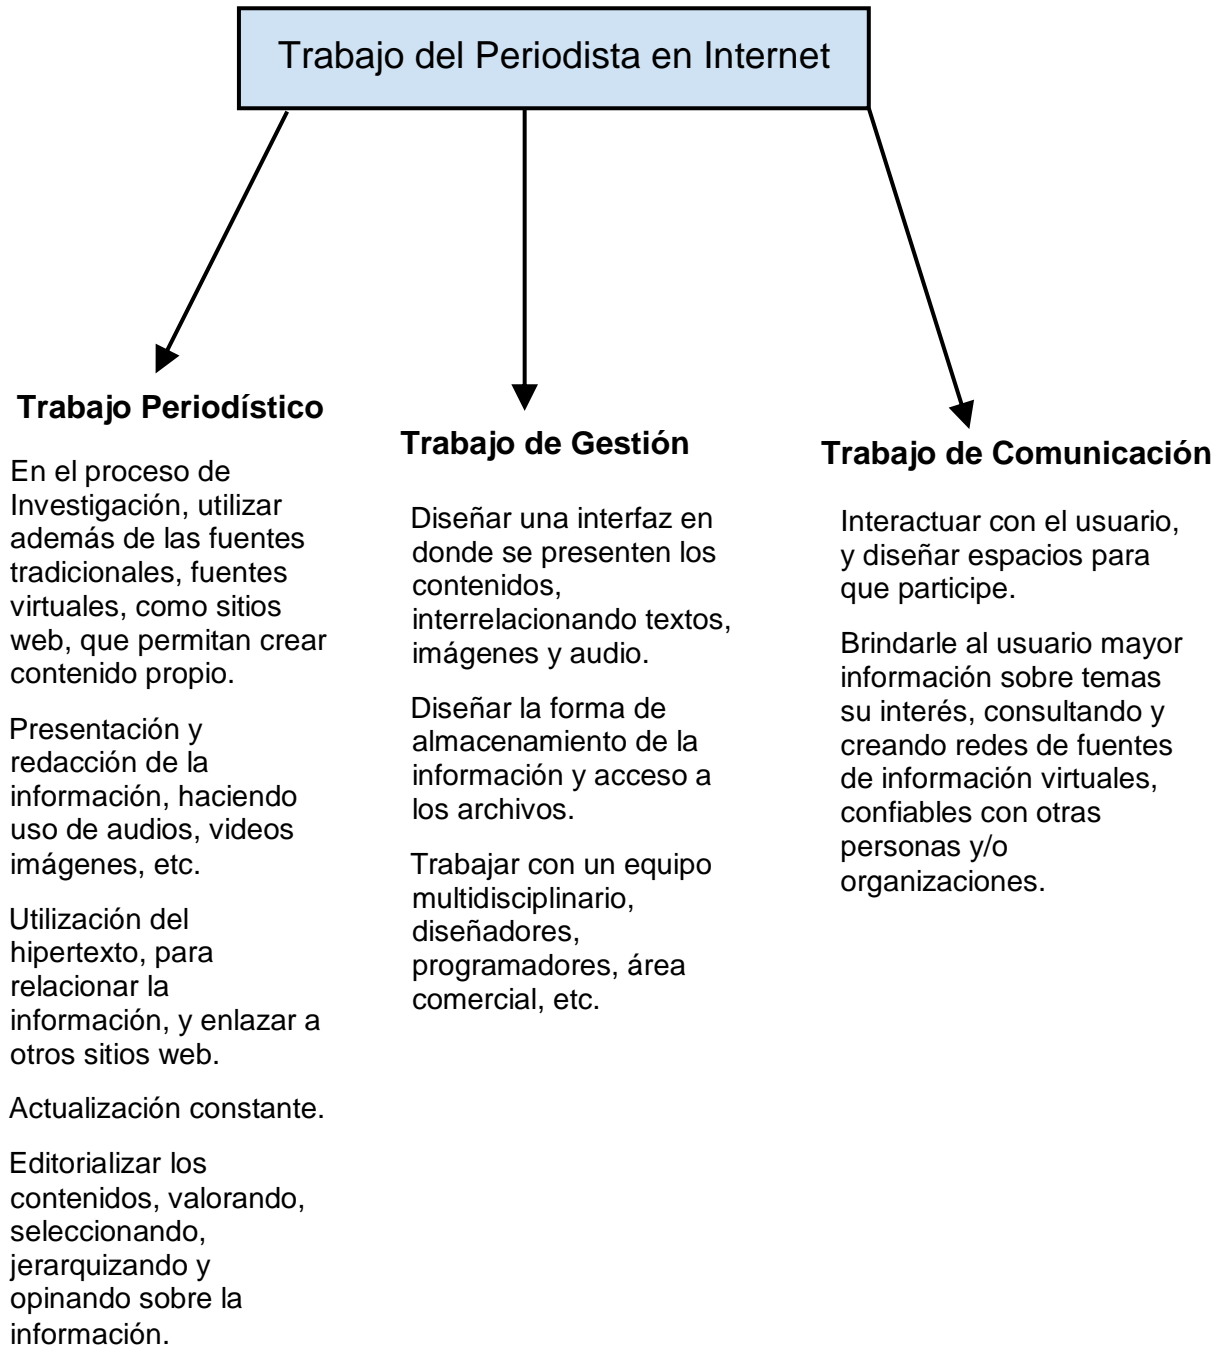 Trabajo del Periodista en Internet
Trabajo Periodístico
En el proceso de
Investigación, utilizar
además de las fuentes
tradicionales, fuentes
virtuales, como sitios
web, que permitan crear
contenido propio.
Presentación y
redacción de la
información, haciendo
uso de audios, videos
imágenes, etc.
Utilización del
hipertexto, para
relacionar la
información, y enlazar a
otros sitios web.
Actualización constante.
Editorializar los
contenidos, valorando,
seleccionando,
jerarquizando y
opinando sobre la
información.
Trabajo de Gestión
Diseñar una interfaz en
donde se presenten los
contenidos,
interrelacionando textos,
imágenes y audio.
Diseñar la forma de
almacenamiento de la
información y acceso a
los archivos.
Trabajar con un equipo
multidisciplinario,
diseñadores,
programadores, área
comercial, etc.
Trabajo de Comunicación
Interactuar con el usuario,
y diseñar espacios para
que participe.
Brindarle al usuario mayor
información sobre temas
su interés, consultando y
creando redes de fuentes
de información virtuales,
confiables con otras
personas y/o
organizaciones.